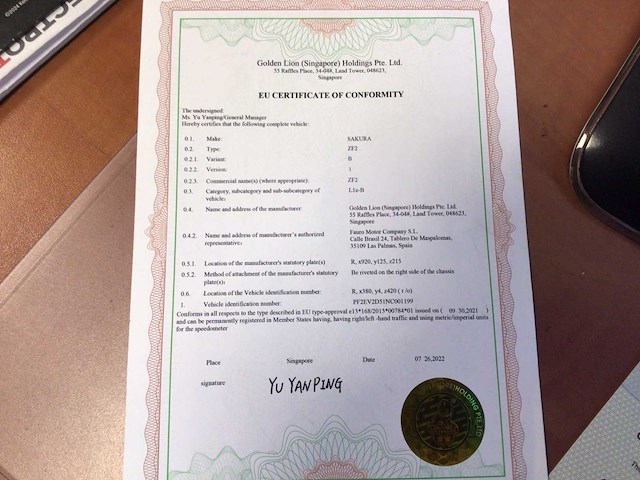 Golden Lion (Singapore) Holdings Pte. Ltd.
55 Raffles Place, 34-04#, Land Tower, 048623,
Singapore
EU CERTIFICATE OF CONFORMITY
The undersigned:
Ms. Yu Yanping/General Manager
Hereby certifies that the following complete vehicle:
0.1. Make: SAKURA
0.2. Type: ZF2
0.2.1. Variant: B
0.2.2. Version: 1
0.2.3. Commercial name(s) (where appropriate): ZF2
0.3. Category, subcategory and sub-subcategory of vehicle: L1e-B
0.4. Name and address of the manufacturer: Golden Lion (Singapore) Holdings Pte. Ltd.
55 Raffles Place, 34-04#, Land Tower, 048623,
Singapore
0.4.2. Name and address of manufacturer's authorized representative: Fauro Motor Company S.L.
Calle Brasil 24, Tablero De Maspalomas,
35109 Las Palmas, Spain
0.5.1. Location of the manufacturer's statutory plate(s) R, x920, y125, z215
0.5.2. Method of attachment of the manufacturer's statutory plate(s): Be riveted on the right side of the chassis
0.6. Location of the Vehicle identification number: R, x380, y4, z420 ( r /o)
1. Vehicle identification number: PF2EV2D51NC001199
Conforms in all respects to the type described in EU type-approval e13*168/2013*00784*01 issued on ( 09 30,2021 )
and can be permanently registered in Member States having, having right/left -hand traffic and using metric/imperial units
for the speedometer
Place Singapore Date 07 26,2022
signature YU YANPING
HOLDING PTE.LTD